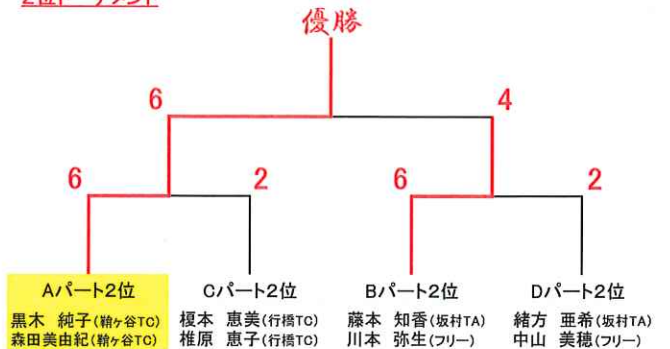 2位トーナメント
優勝
6 4
6 2 6 2
Aパート2位 Cパート2位 Bパート2位 Dパート2位
黒木 純子(鞘ヶ谷TC) 榎本 恵美(行橋TC) 藤本 知香(坂村TA) 緒方 亜希(坂村TA)
森田美由紀(鞘ヶ谷TC) 椎原 恵子(行橋TC) 川本 弥生(フリー) 中山 美穂(フリー)